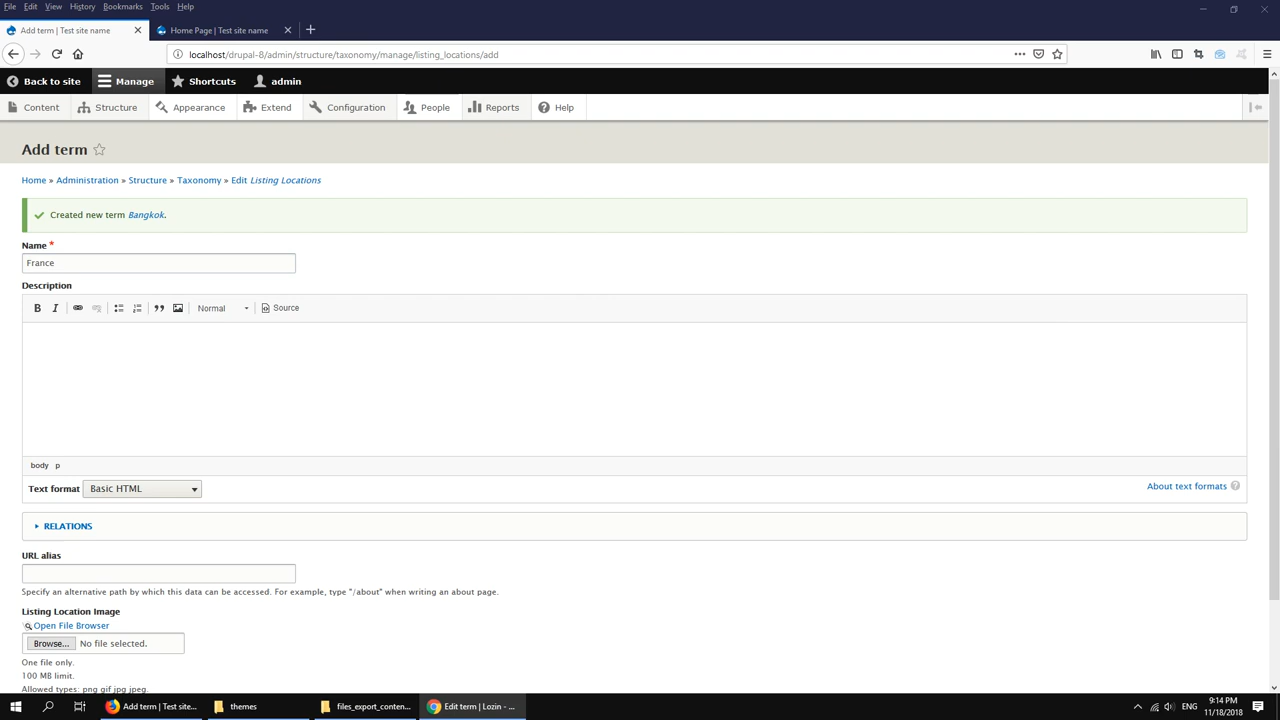 File Edit View History Bookmarks Tools Help
Add term | Test site name
Home Page | Test site name
localhost/drupal-8/admin/structure/taxonomy/manage/listing_locations/add
Back to site Manage Shortcuts admin
Content Structure Appearance Extend Configuration People Reports Help
Add term
Home » Administration » Structure » Taxonomy » Edit Listing Locations
Created new term Bangkok.
Name *
France
Description
Normal Source
body p
Text format Basic HTML About text formats
RELATIONS
URL alias
Specify an alternative path by which this data can be accessed. For example, type "/about" when writing an about page.
Listing Location Image
Open File Browser
Browse... No file selected.
One file only.
100 MB limit.
Allowed types: png gif jpg jpeg.
Add term | Test site... themes files_export_conten... Edit term | Lozin - ... ENG 9:14 PM
11/18/2018